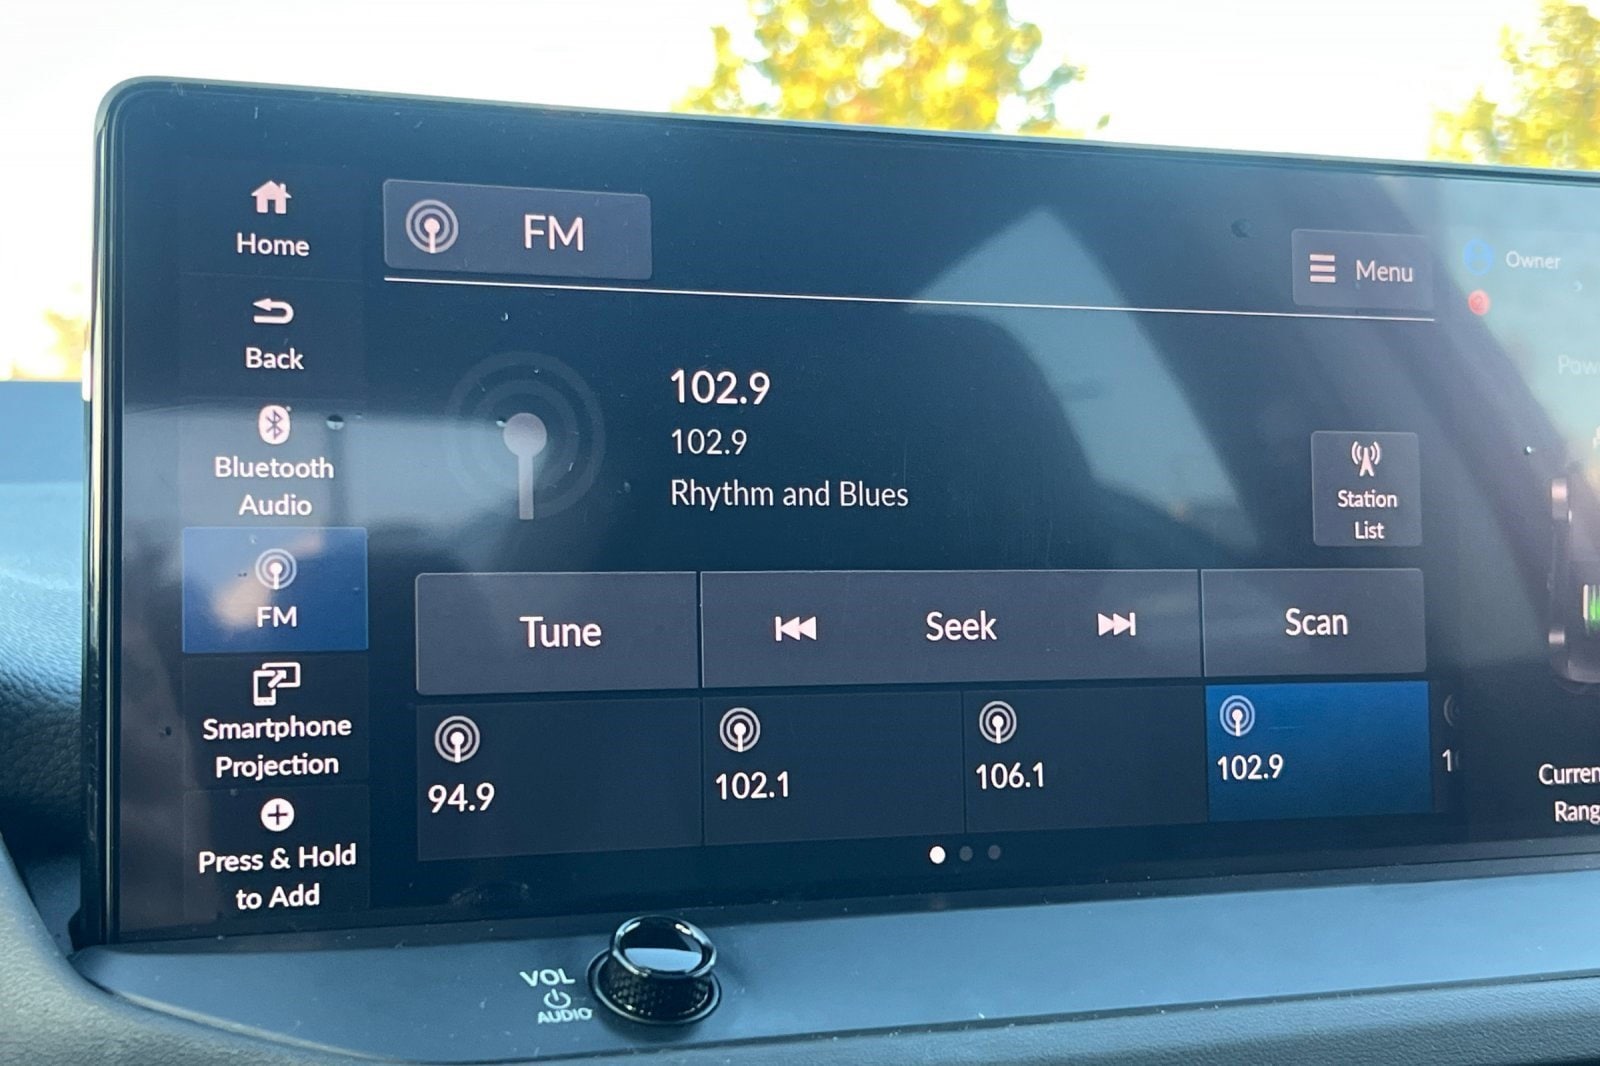 Home
FM
Menu
Owner
Back
102.9
102.9
Rhythm and Blues
Bluetooth
Audio
Station
List
FM
Tune
Seek
Scan
Smartphone
Projection
94.9
102.1
106.1
102.9
Press & Hold
to Add
VOL
AUDIO